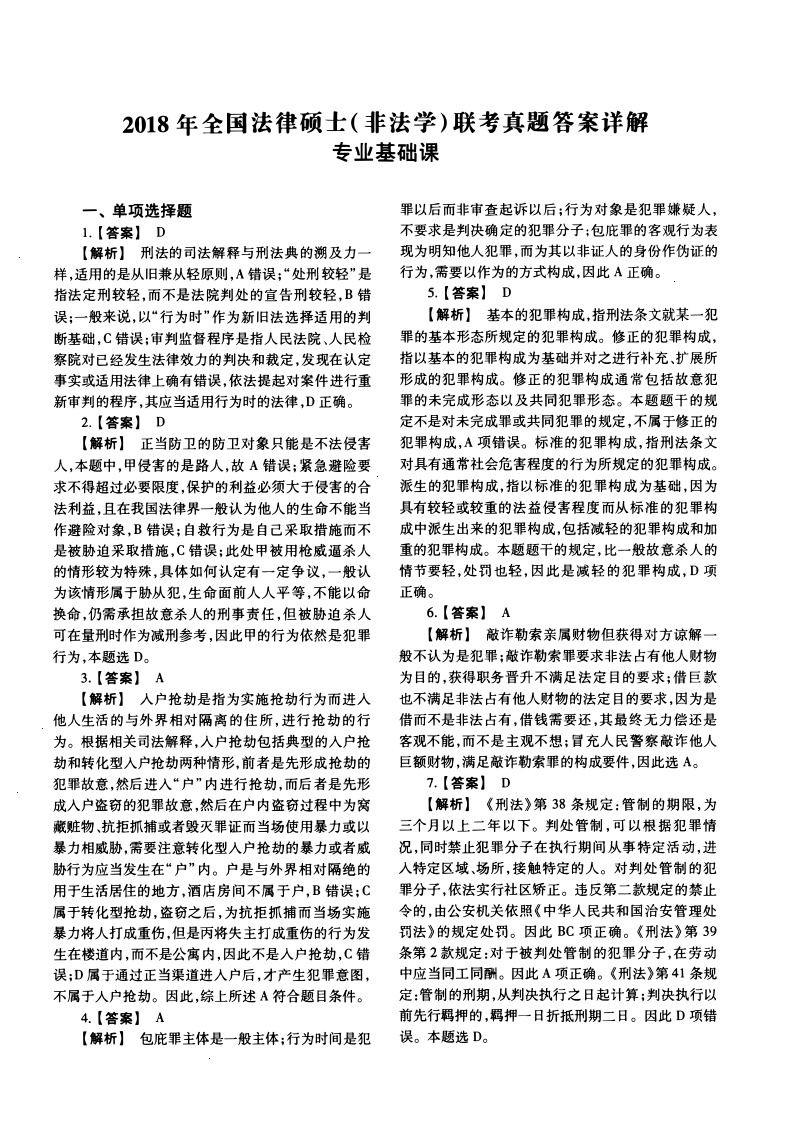 2018 年全国法律硕士(非法学)联考真题答案详解
专业基础课
一、单项选择题
1.【答案】 D
【解析】 刑法的司法解释与刑法典的溯及力一
样,适用的是从旧兼从轻原则,A 错误;“处刑较轻”是
指法定刑较轻,而不是法院判处的宣告刑较轻,B 错
误;一般来说,以“行为时”作为新旧法选择适用的判
断基础,C 错误;审判监督程序是指人民法院、人民检
察院对已经发生法律效力的判决和裁定,发现在认定
事实或适用法律上确有错误,依法提起对案件进行重
新审判的程序,其应当适用行为时的法律,D 正确。
2.【答案】 D
【解析】 正当防卫的防卫对象只能是不法侵害
人,本题中,甲侵害的是路人,故 A 错误;紧急避险要
求不得超过必要限度,保护的利益必须大于侵害的合
法利益,且在我国法律界一般认为他人的生命不能当
作避险对象,B 错误;自救行为是自己采取措施而不
是被胁迫采取措施,C 错误;此处甲被用枪威逼杀人
的情形较为特殊,具体如何认定有一定争议,一般认
为该情形属于胁从犯,生命面前人人平等,不能以命
换命,仍需承担故意杀人的刑事责任,但被胁迫杀人
可在量刑时作为减刑参考,因此甲的行为依然是犯罪
行为,本题选 D。
3.【答案】 A
【解析】 入户抢劫是指为实施抢劫行为而进入
他人生活的与外界相对隔离的住所,进行抢劫的行
为。根据相关司法解释,入户抢劫包括典型的入户抢
劫和转化型入户抢劫两种情形,前者是先形成抢劫的
犯罪故意,然后进入“户”内进行抢劫,而后者是先形
成入户盗窃的犯罪故意,然后在户内盗窃过程中为窝
藏赃物、抗拒抓捕或者毁灭罪证而当场使用暴力或以
暴力相威胁,需要注意转化型入户抢劫的暴力或者威
胁行为应当发生在“户”内。户是与外界相对隔绝的
用于生活居住的地方,酒店房间不属于户,B 错误;C
属于转化型抢劫,盗窃之后,为抗拒抓捕而当场实施
暴力将人打成重伤,但是丙将失主打成重伤的行为发
生在楼道内,而不是公寓内,因此不是入户抢劫,C 错
误;D 属于通过正当渠道进入户后,才产生犯罪意图,
不属于入户抢劫。因此,综上所述 A 符合题目条件。
4.【答案】 A
【解析】 包庇罪主体是一般主体;行为时间是犯
罪以后而非审查起诉以后;行为对象是犯罪嫌疑人,
不要求是判决确定的犯罪分子;包庇罪的客观行为表
现为明知他人犯罪,而为其以非证人的身份作伪证的
行为,需要以作为的方式构成,因此 A 正确。
5.【答案】 D
【解析】 基本的犯罪构成,指刑法条文就某一犯
罪的基本形态所规定的犯罪构成。修正的犯罪构成,
指以基本的犯罪构成为基础并对之进行补充、扩展所
形成的犯罪构成。修正的犯罪构成通常包括故意犯
罪的未完成形态以及共同犯罪形态。本题题干的规
定不是对未完成罪或共同犯罪的规定,不属于修正的
犯罪构成,A 项错误。标准的犯罪构成,指刑法条文
对具有通常社会危害程度的行为所规定的犯罪构成。
派生的犯罪构成,指以标准的犯罪构成为基础,因为
具有较轻或较重的法益侵害程度而从标准的犯罪构
成中派生出来的犯罪构成,包括减轻的犯罪构成和加
重的犯罪构成。本题题干的规定,比一般故意杀人的
情节要轻,处罚也轻,因此是减轻的犯罪构成,D 项
正确。
6.【答案】 A
【解析】 敲诈勒索亲属财物但获得对方谅解一
般不认为是犯罪;敲诈勒索罪要求非法占有他人财物
为目的,获得职务晋升不满足法定目的要求;借巨款
也不满足非法占有他人财物的法定目的要求,因为是
借而不是非法占有,借钱需要还,其最终无力偿还是
客观不能,而不是主观不想;冒充人民警察敲诈他人
巨额财物,满足敲诈勒索罪的构成要件,因此选 A。
7.【答案】 D
【解析】 《刑法》第 38 条规定:管制的期限,为
三个月以上二年以下。判处管制,可以根据犯罪情
况,同时禁止犯罪分子在执行期间从事特定活动,进
入特定区域、场所,接触特定的人。对判处管制的犯
罪分子,依法实行社区矫正。违反第二款规定的禁止
令的,由公安机关依照《中华人民共和国治安管理处
罚法》的规定处罚。因此 BC 项正确。《刑法》第 39
条第 2 款规定:对于被判处管制的犯罪分子,在劳动
中应当同工同酬。因此 A 项正确。《刑法》第 41 条规
定:管制的刑期,从判决执行之日起计算;判决执行以
前先行羁押的,羁押一日折抵刑期二日。因此 D 项错
误。本题选 D。